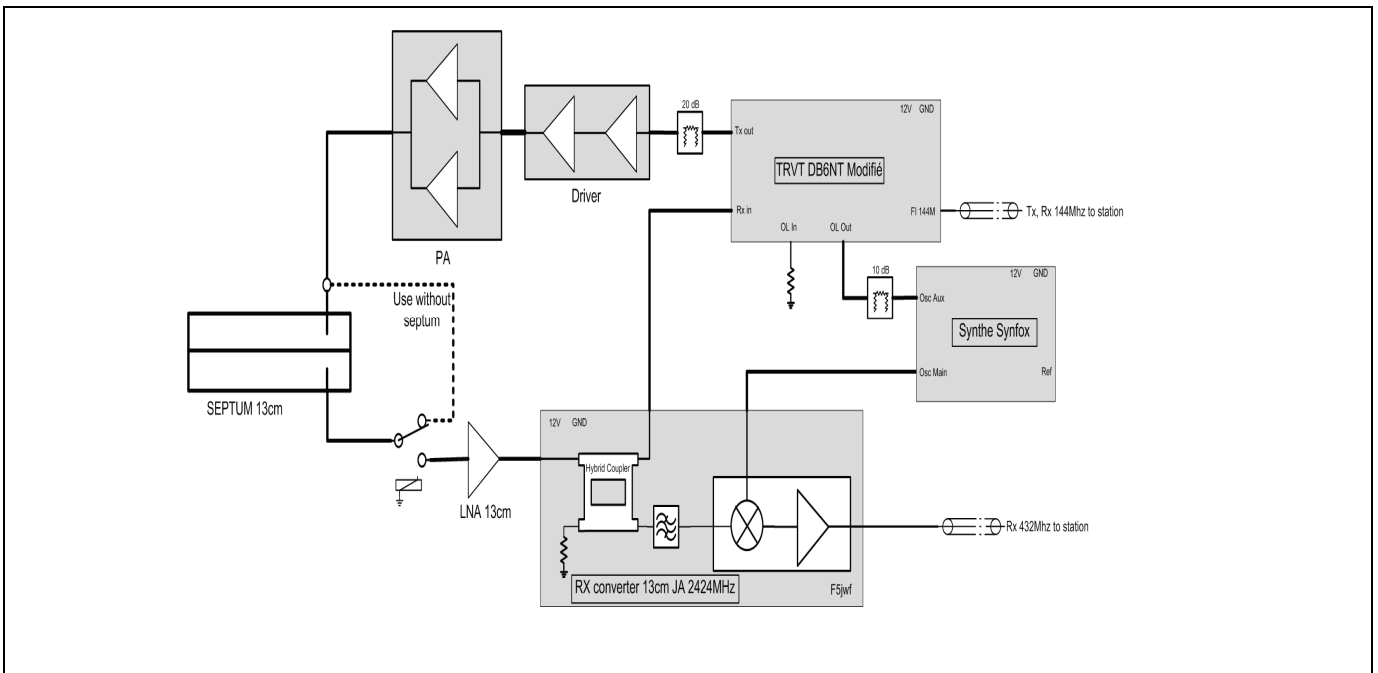 20 dB
12V GND
Tx out
TRVT DB6NT Modifié
Driver
Rx in
FI 144M
Tx, Rx 144Mhz to station
OL In
OL Out
PA
10 dB
12V GND
Osc Aux
Use without
septum
Synthe Synfox
Osc Main
Ref
SEPTUM 13cm
12V GND
Hybrid Coupler
LNA 13cm
Rx 432Mhz to station
RX converter 13cm JA 2424MHz
F5jwf